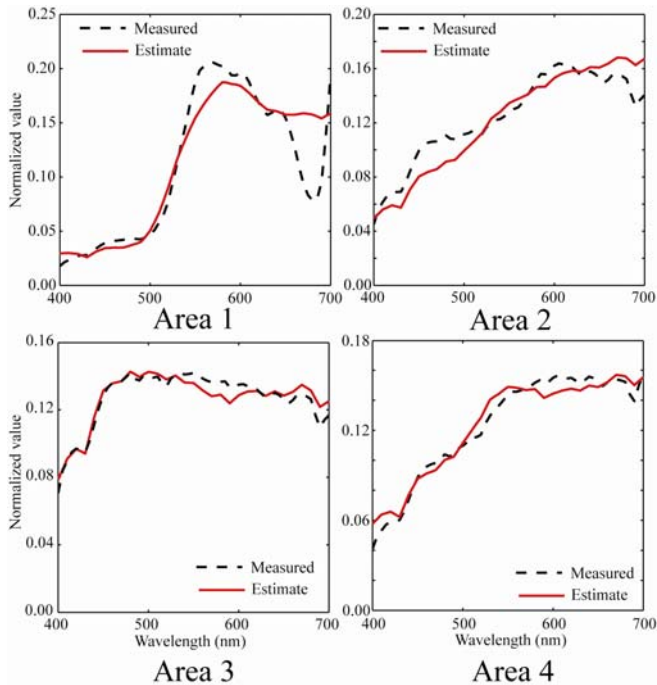 Measured
Estimate
Normalized value
0.25
0.20
0.15
0.10
0.05
0.00
400
500
600
700
Area 1
Measured
Estimate
0.16
0.12
0.08
0.04
0.00
400
500
600
700
Area 2
Normalized value
0.16
0.12
0.08
0.04
0.00
Measured
Estimate
400
500
600
700
Wavelength (nm)
Area 3
0.18
0.12
0.06
0.00
Measured
Estimate
400
500
600
700
Wavelength (nm)
Area 4